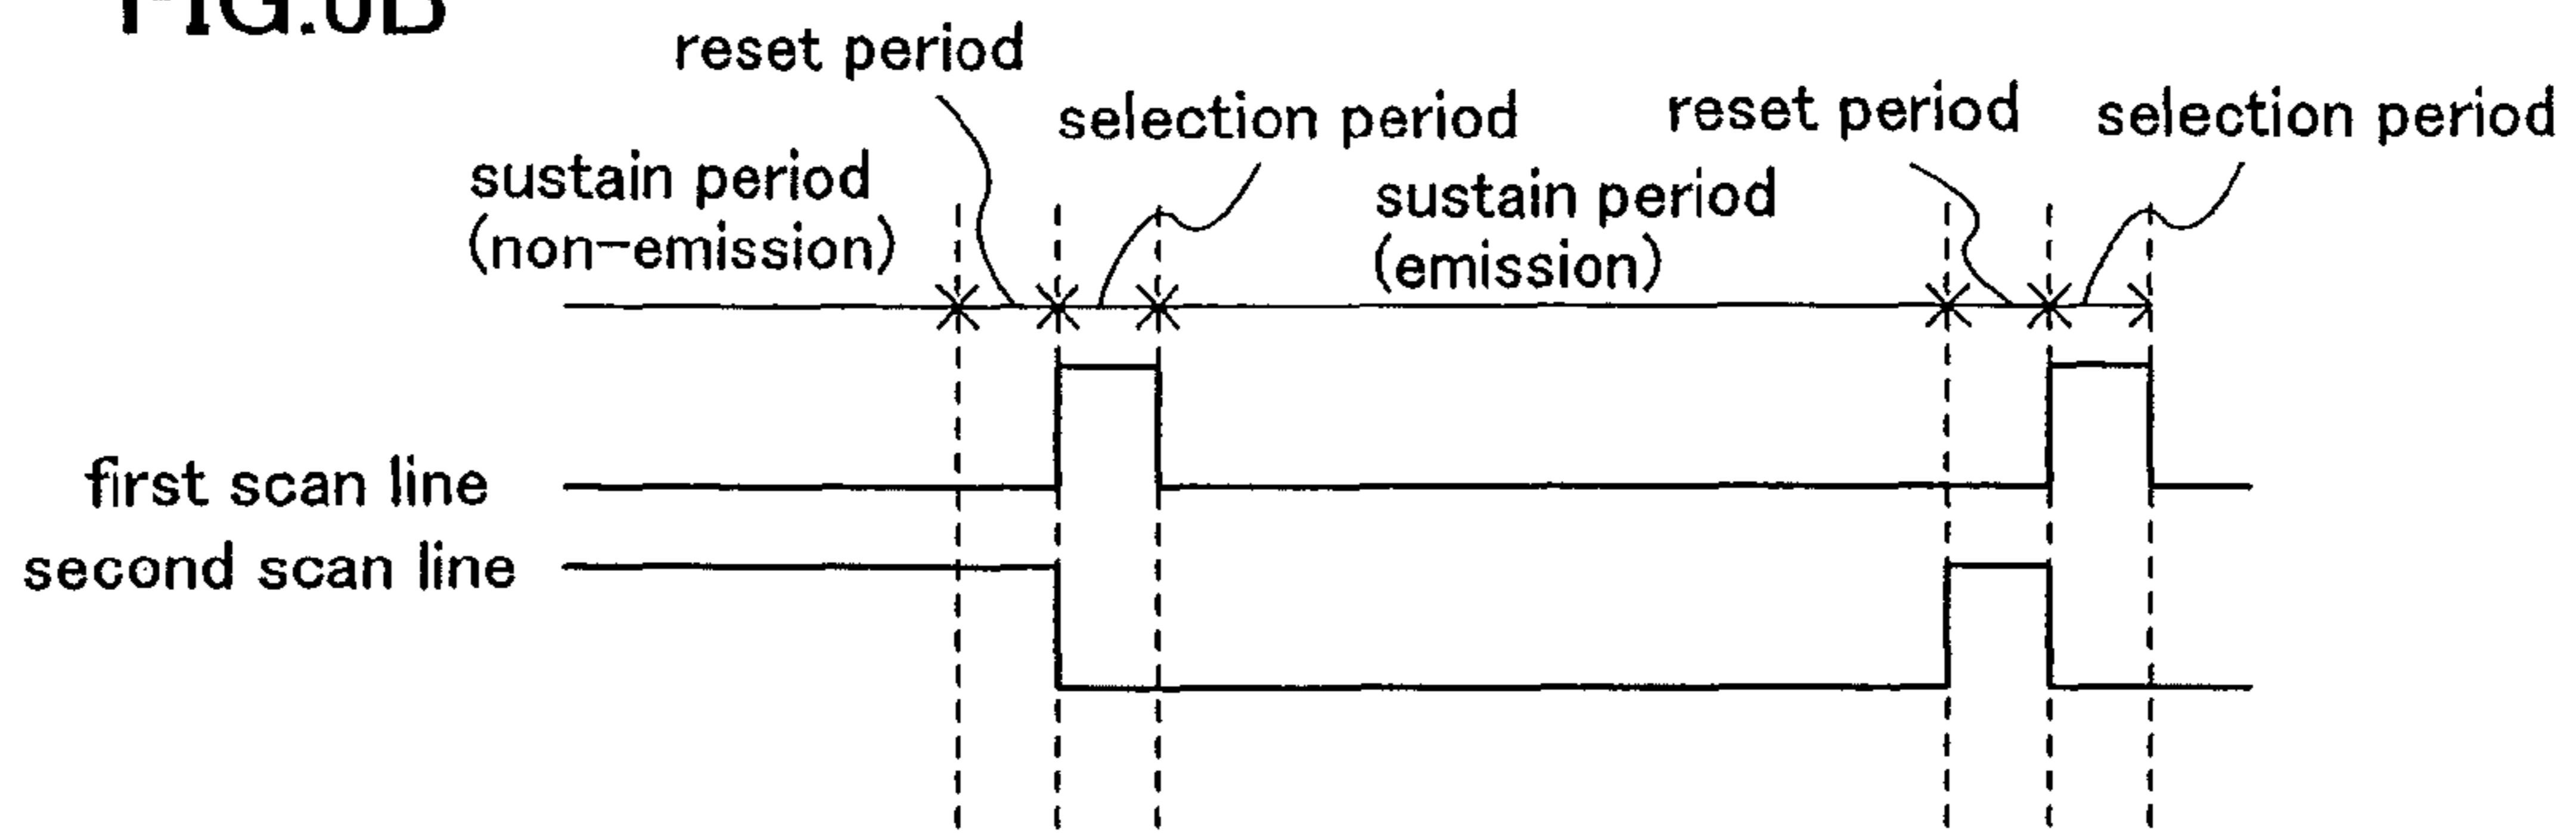 reset period
selection period
reset period
selection period
sustain period
(non-emission)
sustain period
(emission)
first scan line
second scan line